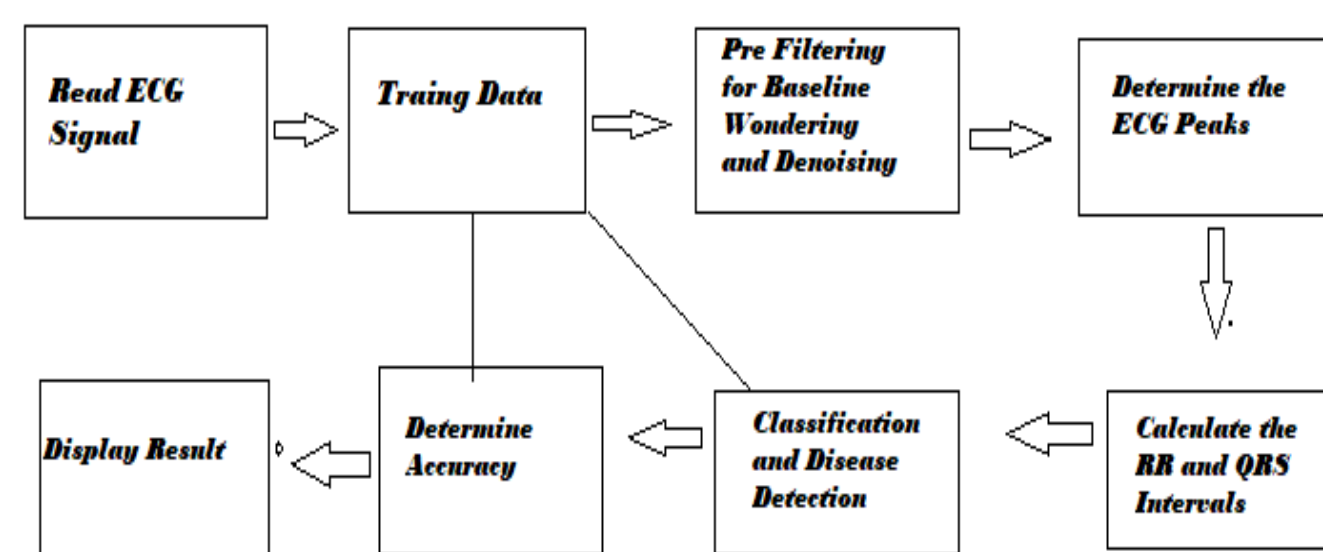 Read ECG
Signal
Traing Data
Pre Filtering
for Baseline
Wondering
and Denoising
Determine the
ECG Peaks
Calculate the
RR and QRS
Intervals
Classification
and Disease
Detection
Determine
Accuracy
Display Result